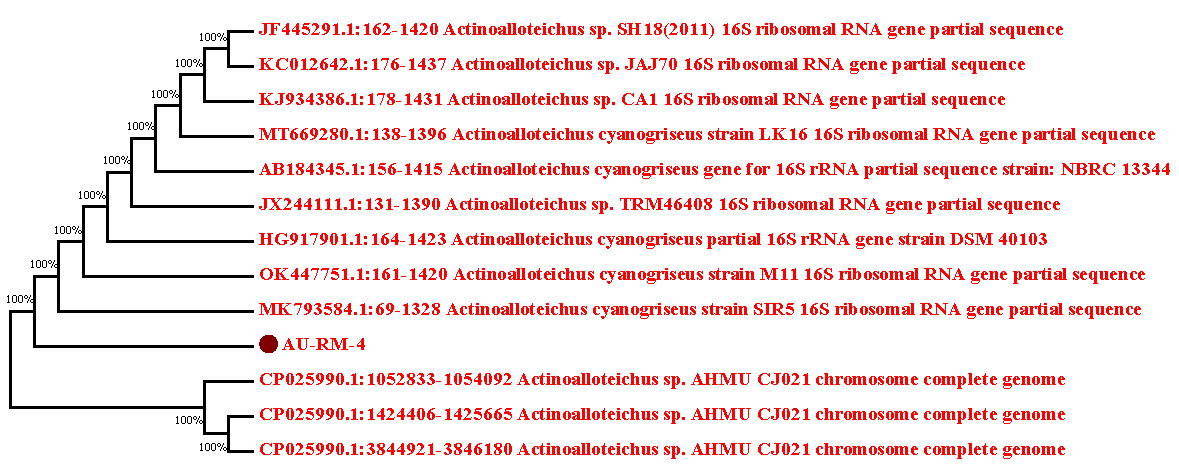 100%
JF445291.1:162-1420 Actinoalloteichus sp. SH18(2011) 16S ribosomal RNA gene partial sequence
100%
KC012642.1:176-1437 Actinoalloteichus sp. JAJ70 16S ribosomal RNA gene partial sequence
100%
KJ934386.1:178-1431 Actinoalloteichus sp. CA1 16S ribosomal RNA gene partial sequence
100%
MT669280.1:138-1396 Actinoalloteichus cyanogriseus strain LK16 16S ribosomal RNA gene partial sequence
100%
AB184345.1:156-1415 Actinoalloteichus cyanogriseus gene for 16S rRNA partial sequence strain: NBRC 13344
100%
JX244111.1:131-1390 Actinoalloteichus sp. TRM46408 16S ribosomal RNA gene partial sequence
100%
HG917901.1:164-1423 Actinoalloteichus cyanogriseus partial 16S rRNA gene strain DSM 40103
100%
OK447751.1:161-1420 Actinoalloteichus cyanogriseus strain M11 16S ribosomal RNA gene partial sequence
100%
MK793584.1:69-1328 Actinoalloteichus cyanogriseus strain SIR5 16S ribosomal RNA gene partial sequence
AU-RM-4
CP025990.1:1052833-1054092 Actinoalloteichus sp. AHMU CJ021 chromosome complete genome
CP025990.1:1424406-1425665 Actinoalloteichus sp. AHMU CJ021 chromosome complete genome
100%
100%
CP025990.1:3844921-3846180 Actinoalloteichus sp. AHMU CJ021 chromosome complete genome